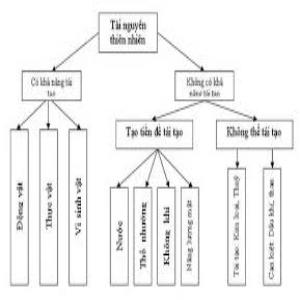 Tài nguyên
thiên nhiên
Có khả năng tái
tạo
Không có khả
năng tái tạo
Tạo tiền đề tái tạo
Không thể tái tạo
Động vật
Thực vật
Vi sinh vật
Nước
Thổ nhưỡng
Không khí
Năng lượng mặt
Tái tạo: Kim loại, Thuỷ
Cạn kiệt: Dầu khí, than